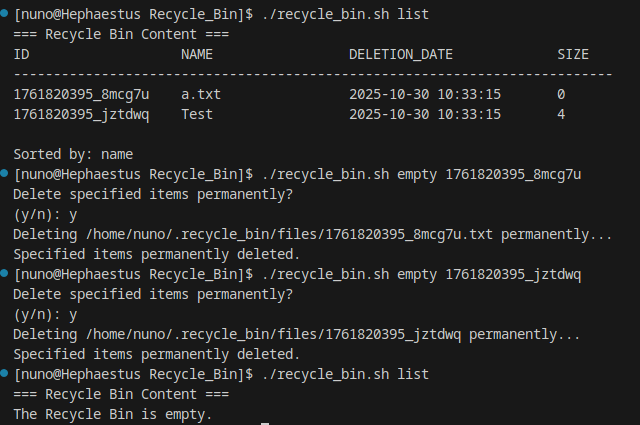 [nuno@Hephaestus Recycle_Bin]$ ./recycle_bin.sh list
=== Recycle Bin Content ===
ID                   NAME                 DELETION_DATE             SIZE
---------------------------------------------------------------------------
1761820395_8mcg7u    a.txt                2025-10-30 10:33:15       0
1761820395_jztdwq    Test                 2025-10-30 10:33:15       4

Sorted by: name
[nuno@Hephaestus Recycle_Bin]$ ./recycle_bin.sh empty 1761820395_8mcg7u
Delete specified items permanently?
(y/n): y
Deleting /home/nuno/.recycle_bin/files/1761820395_8mcg7u.txt permanently...
Specified items permanently deleted.
[nuno@Hephaestus Recycle_Bin]$ ./recycle_bin.sh empty 1761820395_jztdwq
Delete specified items permanently?
(y/n): y
Deleting /home/nuno/.recycle_bin/files/1761820395_jztdwq permanently...
Specified items permanently deleted.
[nuno@Hephaestus Recycle_Bin]$ ./recycle_bin.sh list
=== Recycle Bin Content ===
The Recycle Bin is empty.